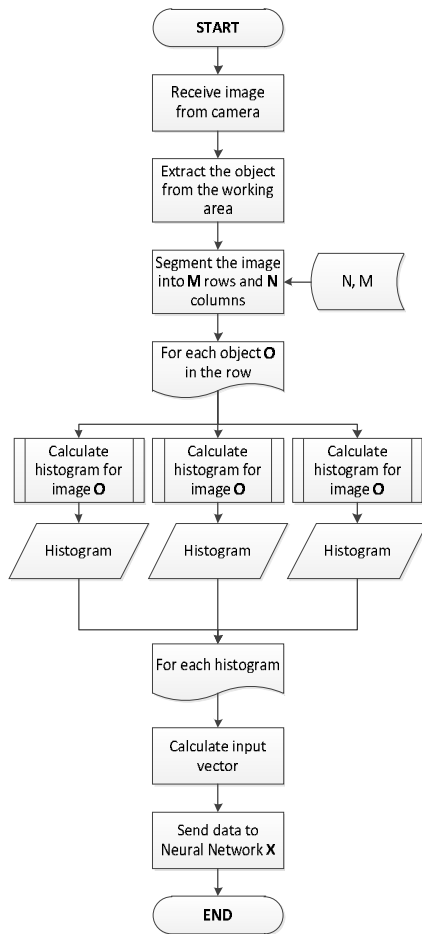 START
Receive image
from camera
Extract the object
from the working
area
Segment the image
into M rows and N
columns
N, M
For each object O
in the row
Calculate
histogram for
image O
Calculate
histogram for
image O
Calculate
histogram for
image O
Histogram
Histogram
Histogram
For each histogram
Calculate input
vector
Send data to
Neural Network X
END